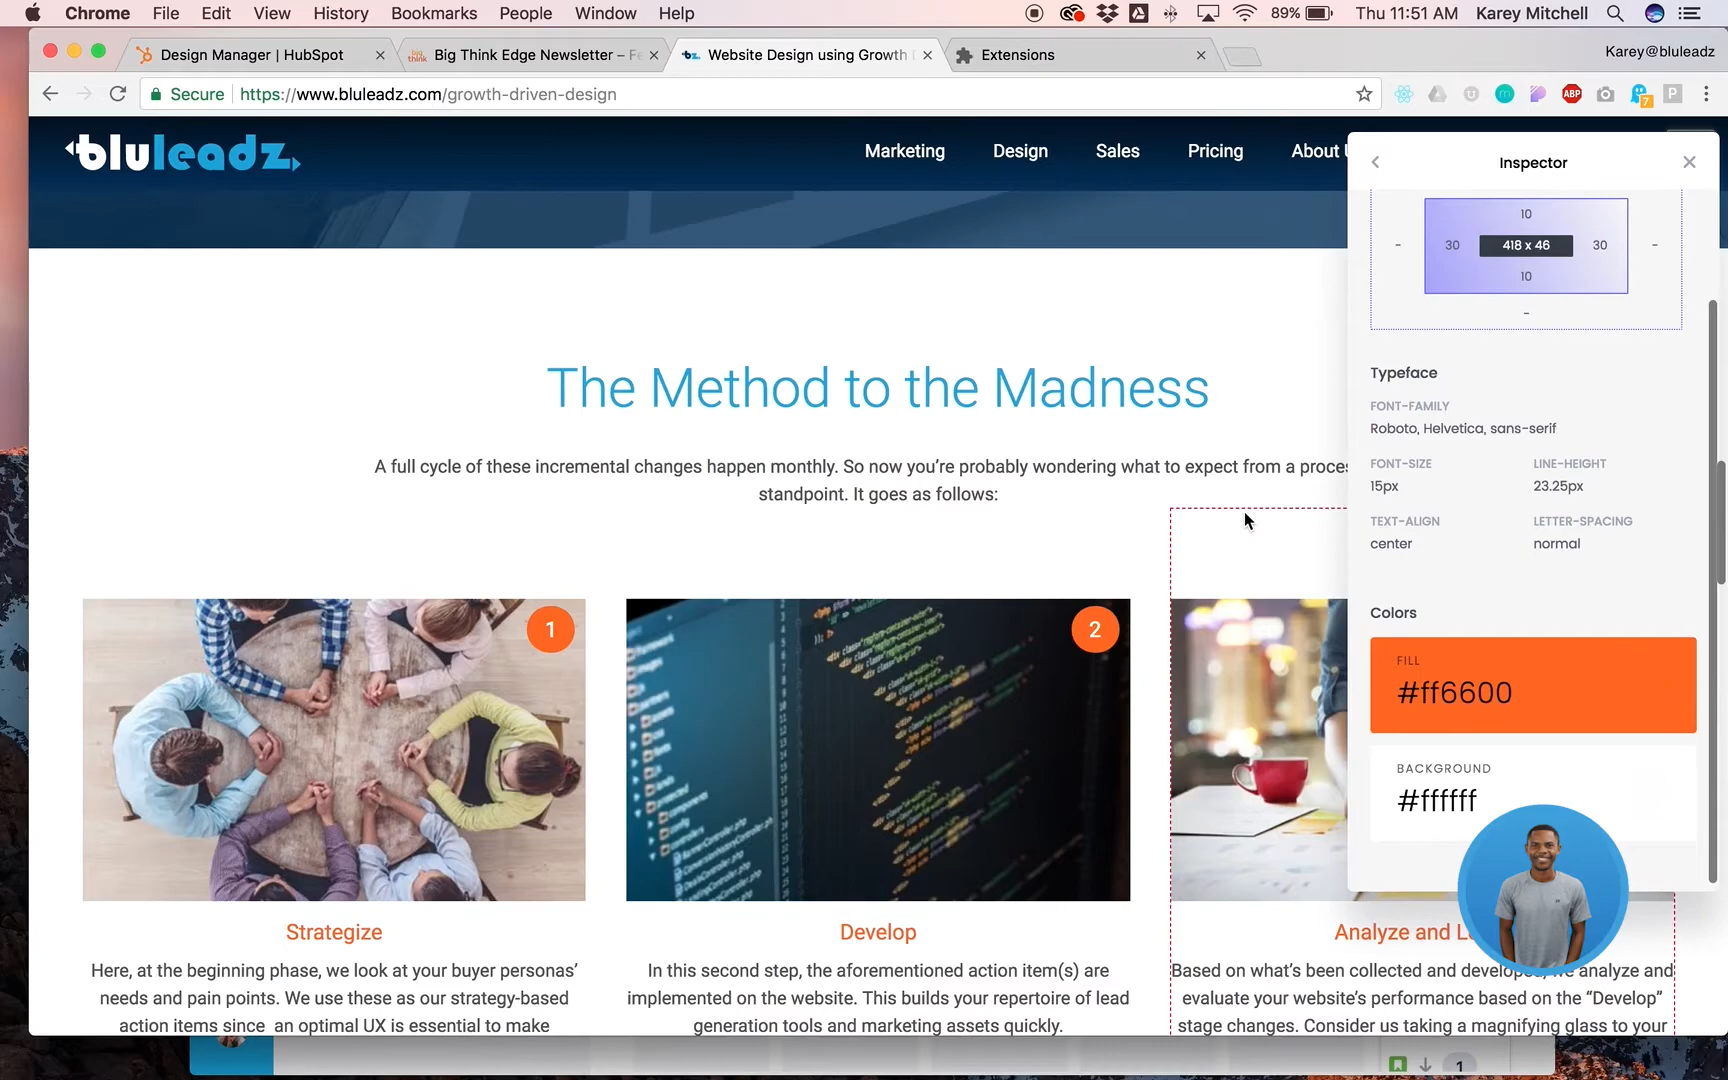 Chrome File Edit View History Bookmarks People Window Help 89% Thu 11:51 AM Karey Mitchell
Design Manager | HubSpot
Big Think Edge Newsletter – Fe
Website Design using Growth
Extensions
Karey@bluleadz
Secure https://www.bluleadz.com/growth-driven-design
ABP
7
P
bluleadz
Marketing Design Sales Pricing About
Inspector
10
- 30 418 x 46 30 -
10
-
The Method to the Madness
A full cycle of these incremental changes happen monthly. So now you’re probably wondering what to expect from a
standpoint. It goes as follows:
Typeface
FONT-FAMILY
Roboto, Helvetica, sans-serif
FONT-SIZE LINE-HEIGHT
15px 23.25px
TEXT-ALIGN LETTER-SPACING
center normal
Colors
FILL
#ff6600
BACKGROUND
#ffffff
1
2
Strategize
Here, at the beginning phase, we look at your buyer personas’
needs and pain points. We use these as our strategy-based
action items since an optimal UX is essential to make
Develop
In this second step, the aforementioned action item(s) are
implemented on the website. This builds your repertoire of lead
generation tools and marketing assets quickly.
Analyze and
Based on what’s been collected and developed, we analyze and
evaluate your website’s performance based on the “Develop”
stage changes. Consider us taking a magnifying glass to your
1